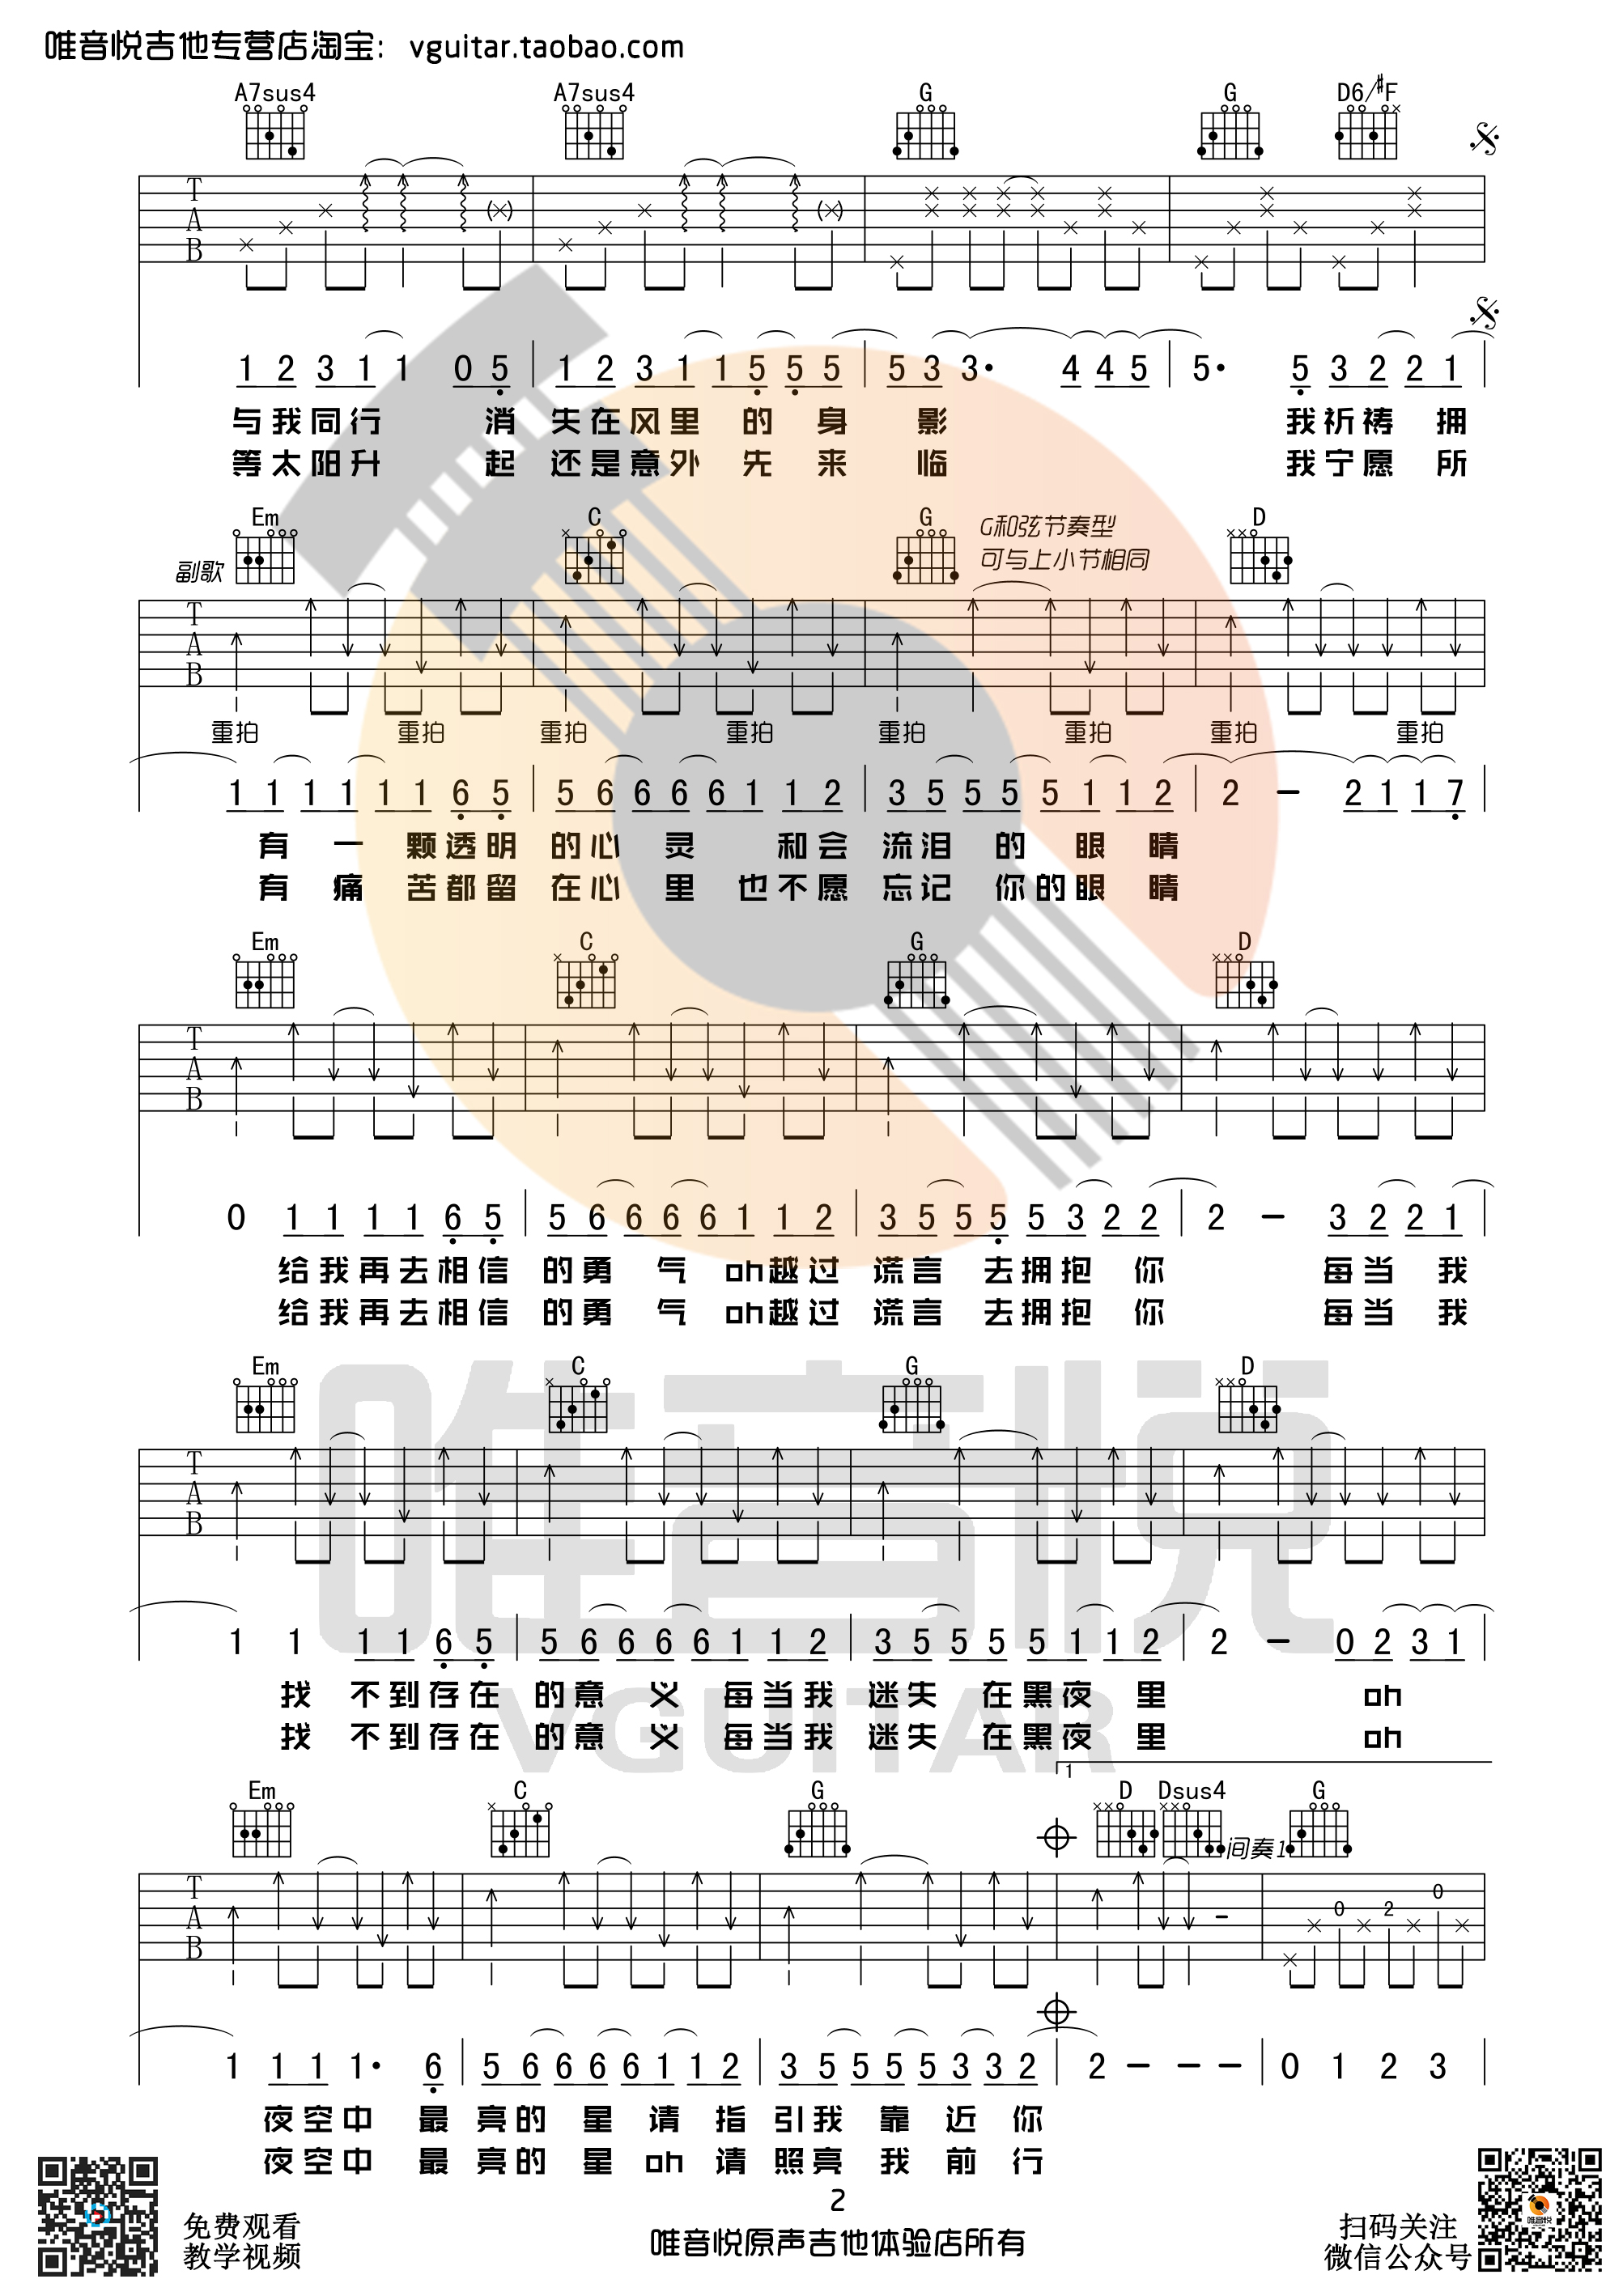 唯音悦吉他专营店淘宝：vguitar.taobao.com
A7sus4 A7sus4 G G D6/#F
T
A
B
1 2 3 1 1 0 5 | 1 2 3 1 1 5 5 5 | 5 3 3· 4 4 5 | 5· 5 3 2 2 1 |
与我同行 消 失在风里 的 身 影 我祈祷 拥
等太阳升 起 还是意外 先 来 临 我宁愿 所
Em C G D
G和弦节奏型
可与上小节相同
副歌
T
A
B
重拍 重拍 重拍 重拍 重拍 重拍 重拍 重拍
1 1 1 1 1 1 6 5 | 5 6 6 6 6 1 1 2 | 3 5 5 5 5 1 1 2 | 2 - 2 1 1 7 |
有 一 颗透明 的心 灵 和会 流泪 的 眼 睛
有 痛 苦都留 在心 里 也不愿 忘记 你的眼 睛
Em C G D
T
A
B
0 1 1 1 1 6 5 | 5 6 6 6 6 1 1 2 | 3 5 5 5 5 3 2 2 | 2 - 3 2 2 1 |
给我再去相信 的勇 气 oh越过 谎言 去拥抱 你 每当 我
给我再去相信 的勇 气 oh越过 谎言 去拥抱 你 每当 我
Em C G D
唯音悦
T
A
B
1 1 1 1 6 5 | 5 6 6 6 6 1 1 2 | 3 5 5 5 5 1 1 2 | 2 - 0 2 3 1 |
找 不到存在 的意 义 每当我 迷失 在黑夜 里 oh
找 不到存在 的意 义 每当我 迷失 在黑夜 里 oh
VGUITAR
1
Em C G D Dsus4 G
间奏1
T
A
B
0 2 0
1 1 1 1· 6 | 5 6 6 6 6 1 1 2 | 3 5 5 5 5 3 3 2 | 2 - - - | 0 1 2 3 |
夜空中 最 亮的 星 请 指 引我 靠 近 你
夜空中 最 亮的 星 oh 请 照亮 我 前 行
2
免费观看
教学视频
唯音悦原声吉他体验店所有
扫码关注
微信公众号
唯音悦